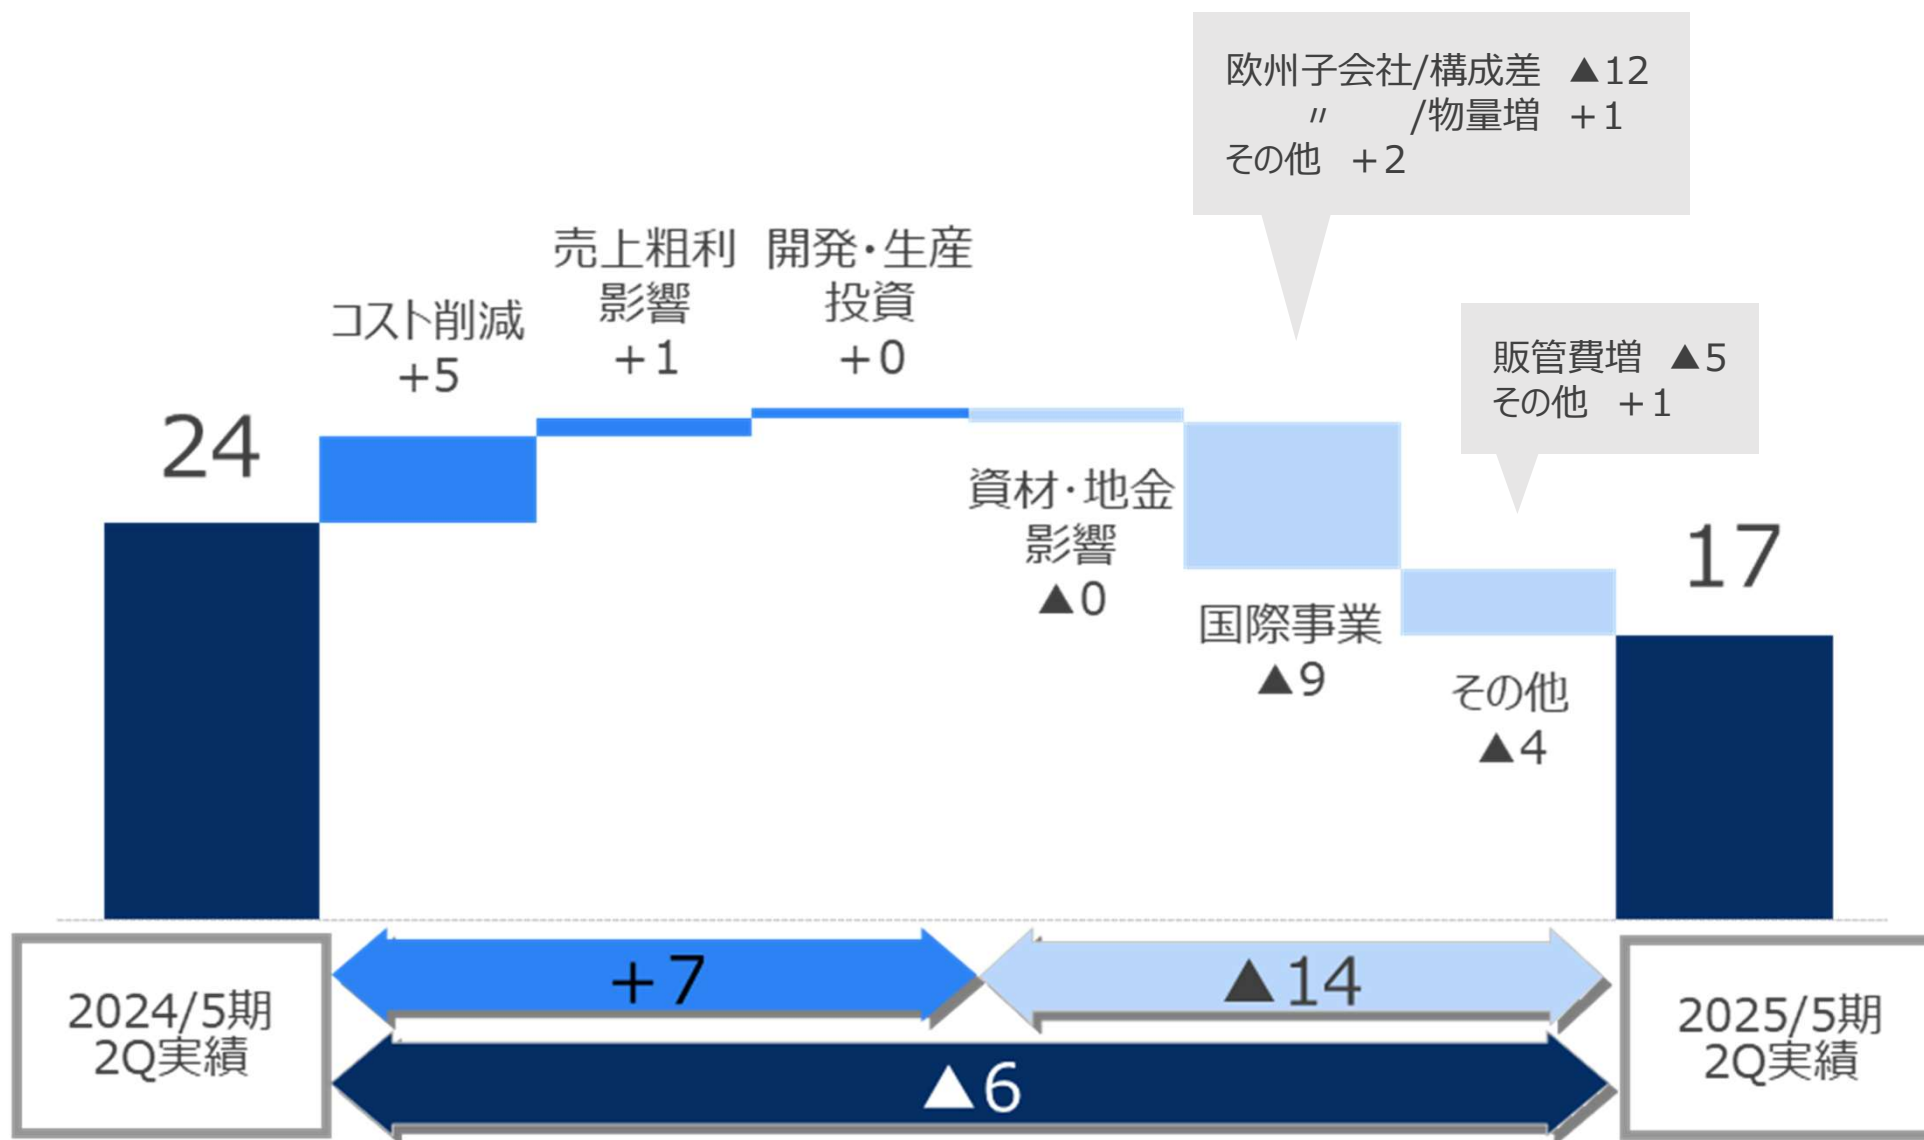 欧州子会社/構成差 ▲12
〃 /物量増 +1
その他 +2
売上粗利
影響
+1
開発・生産
投資
+0
コスト削減
+5
販管費増 ▲5
その他 +1
24
資材・地金
影響
▲0
国際事業
▲9
その他
▲4
17
+7
▲14
2024/5期
2Q実績
2025/5期
2Q実績
▲6